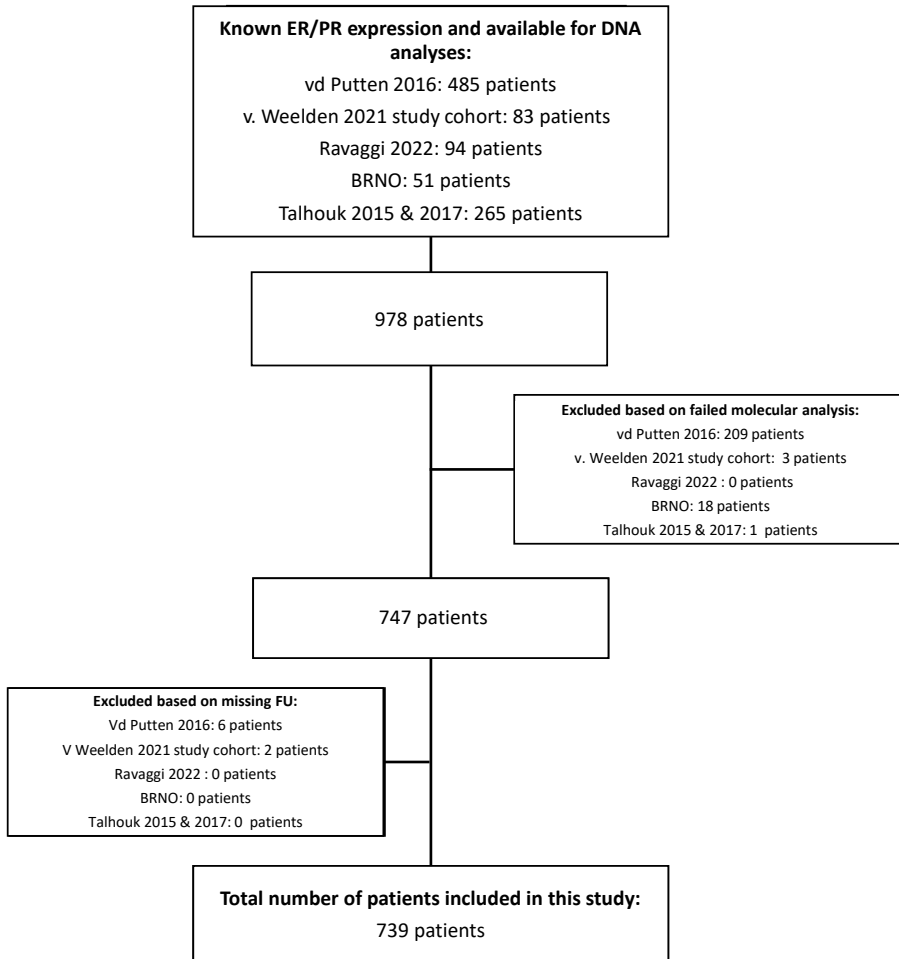 Known ER/PR expression and available for DNA
analyses:
vd Putten 2016: 485 patients
v. Weelden 2021 study cohort: 83 patients
Ravaggi 2022: 94 patients
BRNO: 51 patients
Talhouk 2015 & 2017: 265 patients
978 patients
Excluded based on failed molecular analysis:
vd Putten 2016: 209 patients
v. Weelden 2021 study cohort:  3 patients
Ravaggi 2022 : 0 patients
BRNO: 18 patients
Talhouk 2015 & 2017: 1  patients
747 patients
Excluded based on missing FU:
Vd Putten 2016: 6 patients
V Weelden 2021 study cohort: 2 patients
Ravaggi 2022 : 0 patients
BRNO: 0 patients
Talhouk 2015 & 2017: 0  patients
Total number of patients included in this study:
739 patients